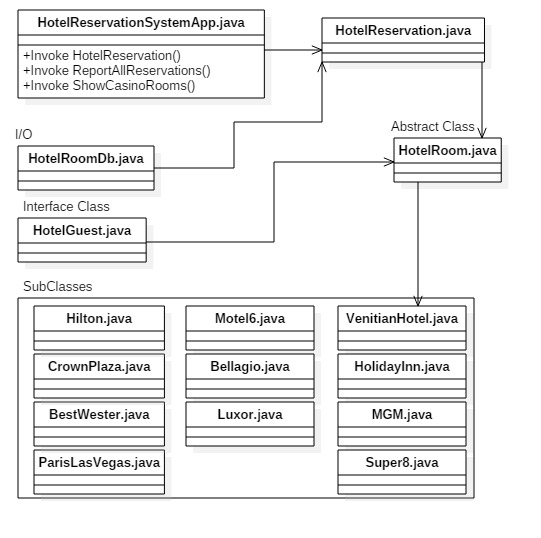 HotelReservationSystemApp.java
+Invoke HotelReservation()
+Invoke ReportAllReservations()
+Invoke ShowCasinoRooms()
HotelReservation.java
I/O
HotelRoomDb.java
Abstract Class
HotelRoom.java
Interface Class
HotelGuest.java
SubClasses
Hilton.java
Motel6.java
VenitianHotel.java
CrownPlaza.java
Bellagio.java
HolidayInn.java
BestWester.java
Luxor.java
MGM.java
ParisLasVegas.java
Super8.java